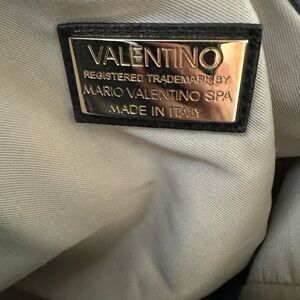 VALENTINO
REGISTERED TRADEMARK BY
MARIO VALENTINO SPA
MADE IN ITALY